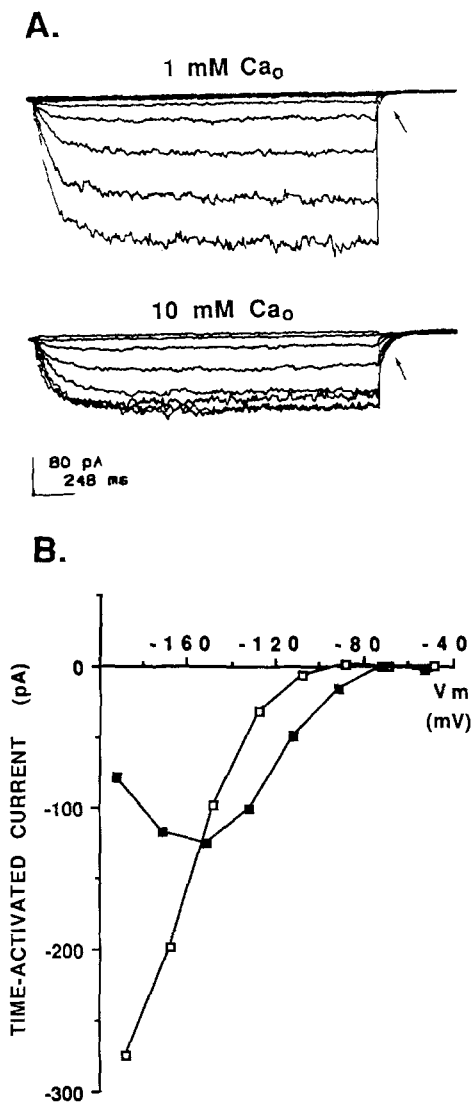 A.
1 mM Cao
10 mM Cao
80 pA
248 ms
B.
-160 -120 -80 -40
0
Vm
(mV)
-100
-200
-300
TIME-ACTIVATED CURRENT (pA)